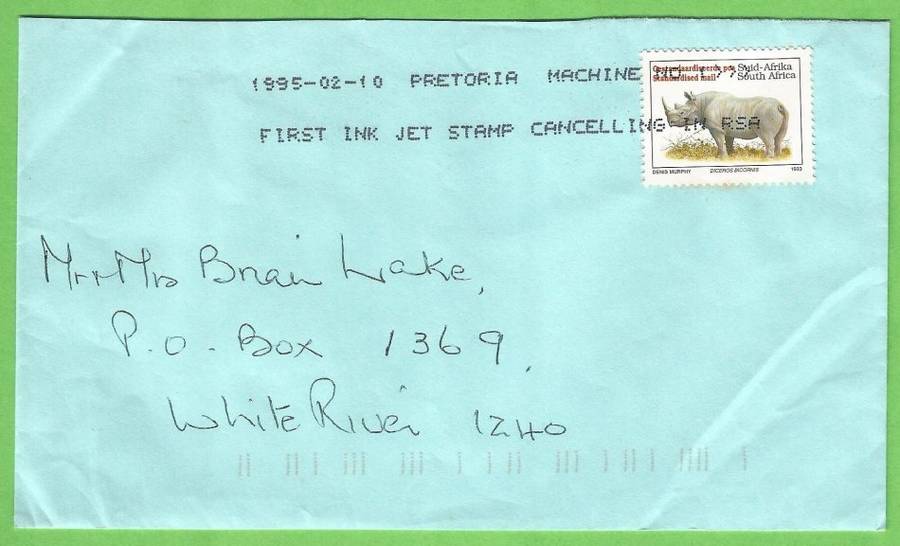 1995-02-10 PRETORIA MACHINE
FIRST INK JET STAMP CANCELLING IN RSA
Gestandaardiseerde pos
Standardised mail
Suid-Afrika
South Africa
DENIS MURPHY DICEROS BICORNIS 1993
Mr + Mrs Brian Lake,
P.O. Box 1369,
White River 1240